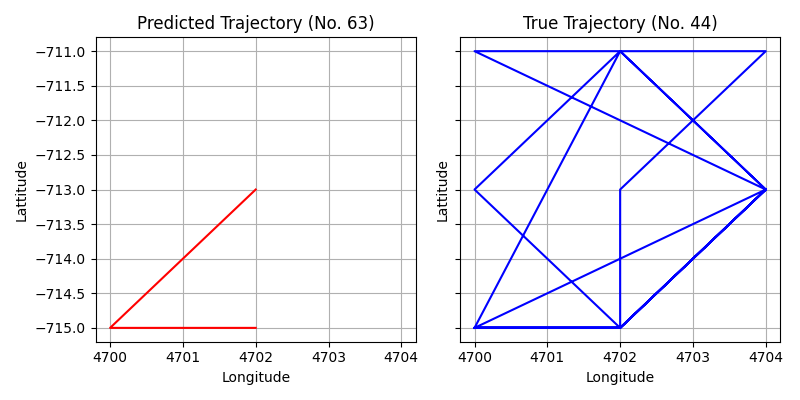 Predicted Trajectory (No. 63)
True Trajectory (No. 44)
Lattitude
−711.0
−711.5
−712.0
−712.5
−713.0
−713.5
−714.0
−714.5
−715.0
4700 4701 4702 4703 4704
Longitude
Lattitude
4700 4701 4702 4703 4704
Longitude